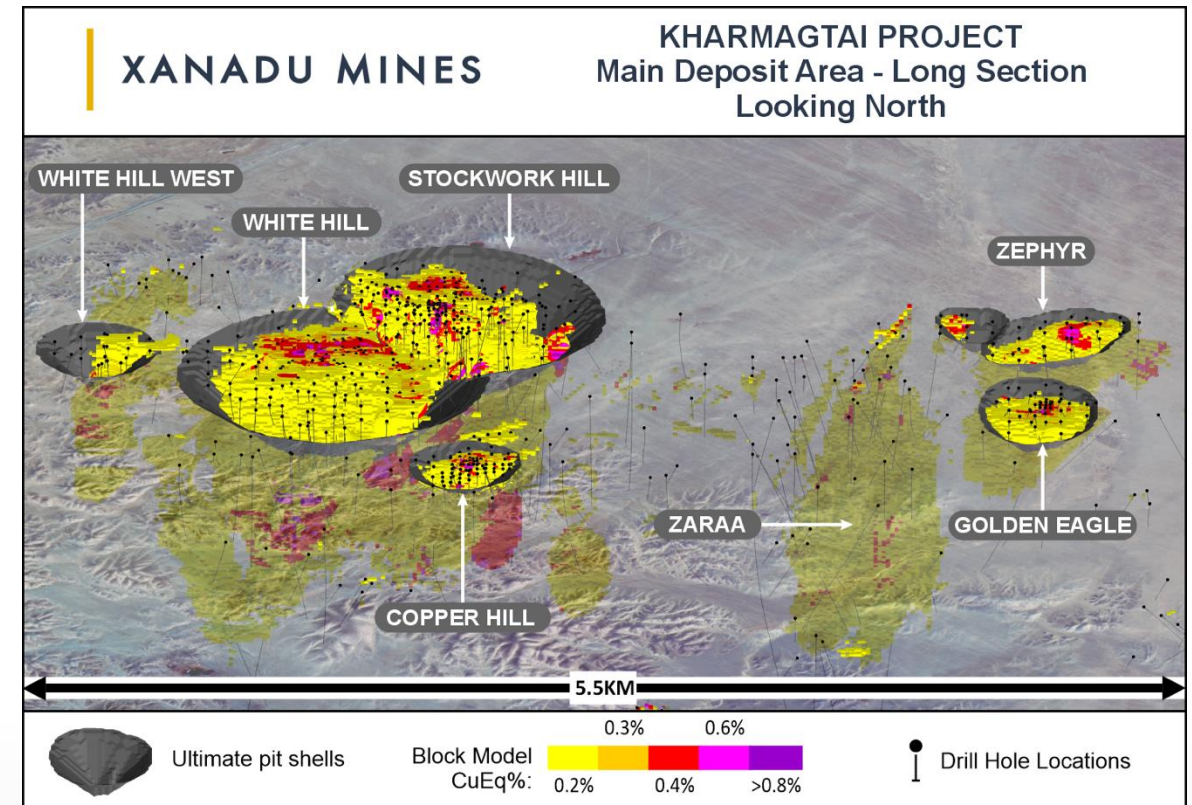 XANADU MINES
KHARMAGTAI PROJECT
Main Deposit Area - Long Section
Looking North
WHITE HILL WEST
STOCKWORK HILL
WHITE HILL
ZEPHYR
ZARAA
GOLDEN EAGLE
COPPER HILL
5.5KM
Ultimate pit shells
Block Model
CuEq%:
0.3% 0.6%
0.2% 0.4% >0.8%
Drill Hole Locations